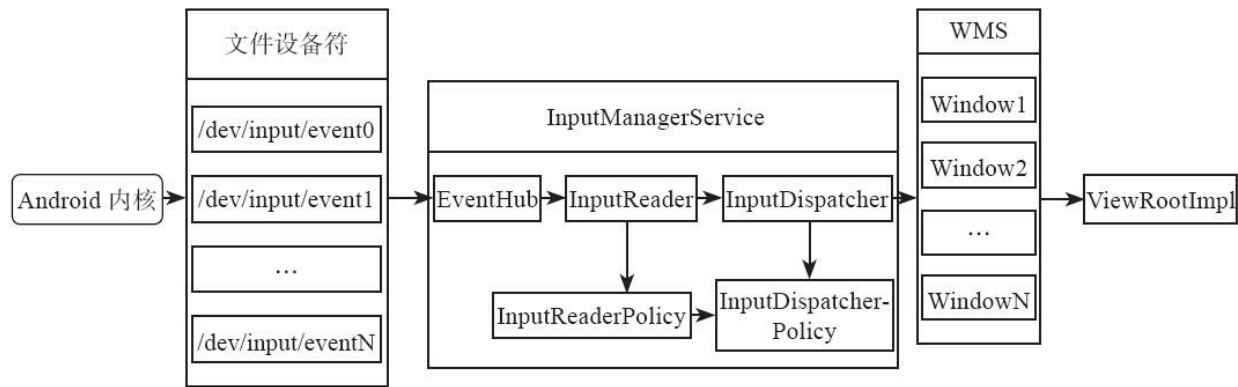 文件设备符
/dev/input/event0
/dev/input/event1
…
/dev/input/eventN
Android 内核
InputManagerService
EventHub
InputReader
InputDispatcher
InputReaderPolicy
InputDispatcher-
Policy
WMS
Window1
Window2
…
WindowN
ViewRootImpl